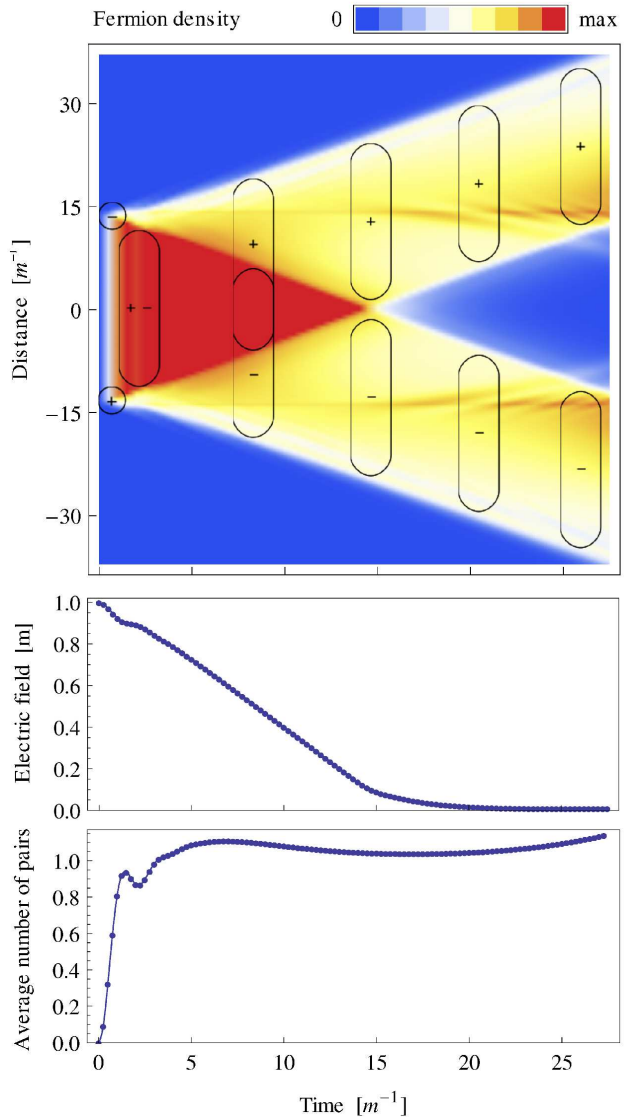 Fermion density 0 max
30
15
0
−15
−30
Distance [m⁻¹]
− + − + + − + − + − + −
1.0
0.8
0.6
0.4
0.2
0.0
Electric field [m]
1.0
0.8
0.6
0.4
0.2
0.0
Average number of pairs
0 5 10 15 20 25
Time [m⁻¹]